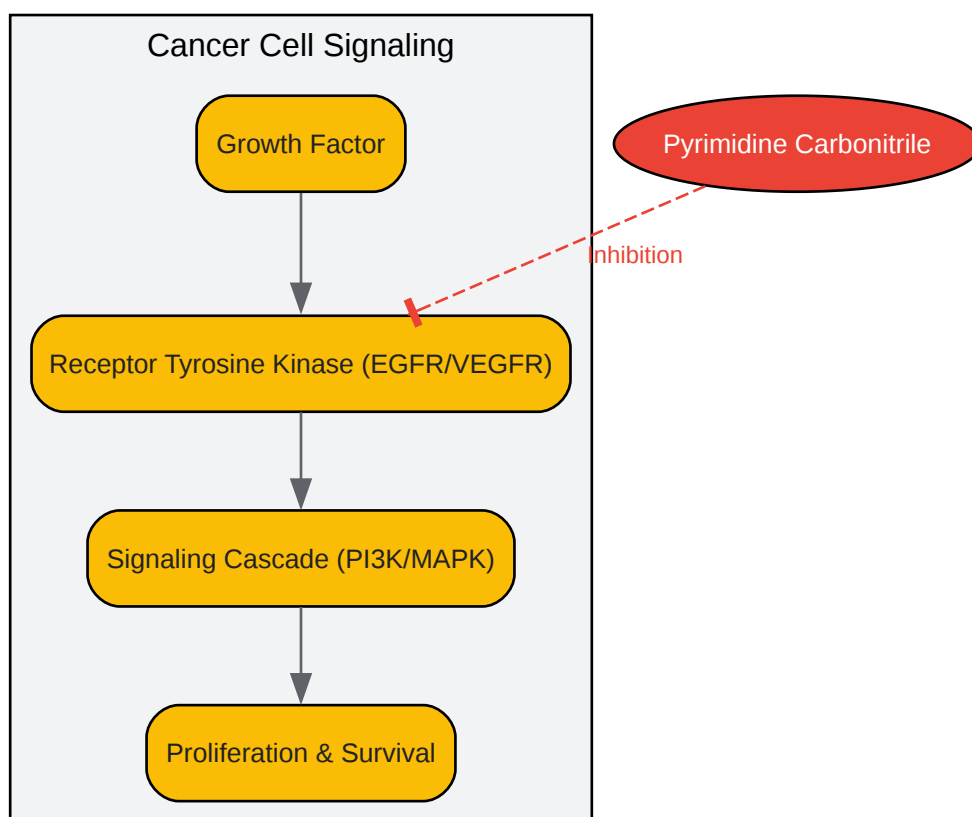 Cancer Cell Signaling
Growth Factor
Pyrimidine Carbonitrile
Inhibition
Receptor Tyrosine Kinase (EGFR/VEGFR)
Signaling Cascade (PI3K/MAPK)
Proliferation & Survival